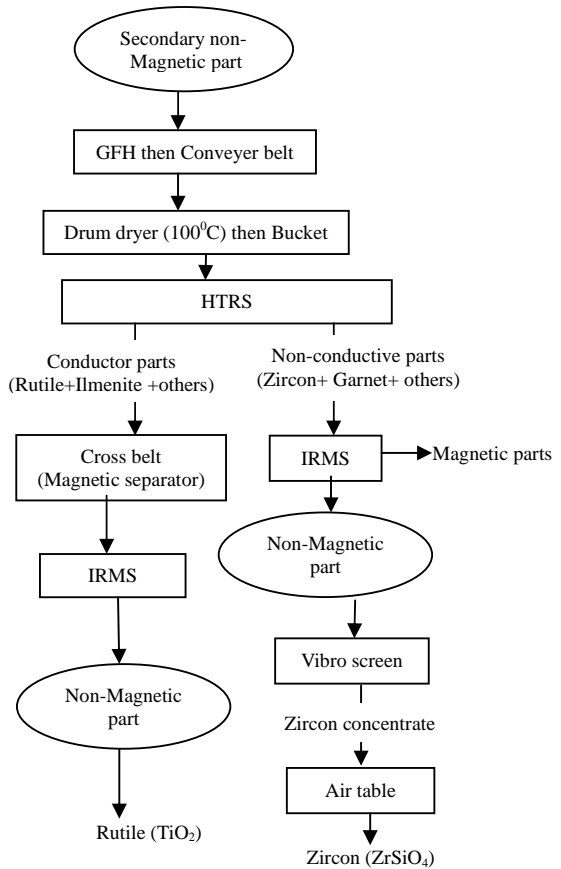 Secondary non-
Magnetic part
GFH then Conveyer belt
Drum dryer (100⁰C) then Bucket
HTRS
Conductor parts
(Rutile+Ilmenite +others)
Non-conductive parts
(Zircon+ Garnet+ others)
Cross belt
(Magnetic separator)
IRMS
Magnetic parts
IRMS
Non-Magnetic
part
Vibro screen
Non-Magnetic
part
Zircon concentrate
Air table
Rutile (TiO₂)
Zircon (ZrSiO₄)